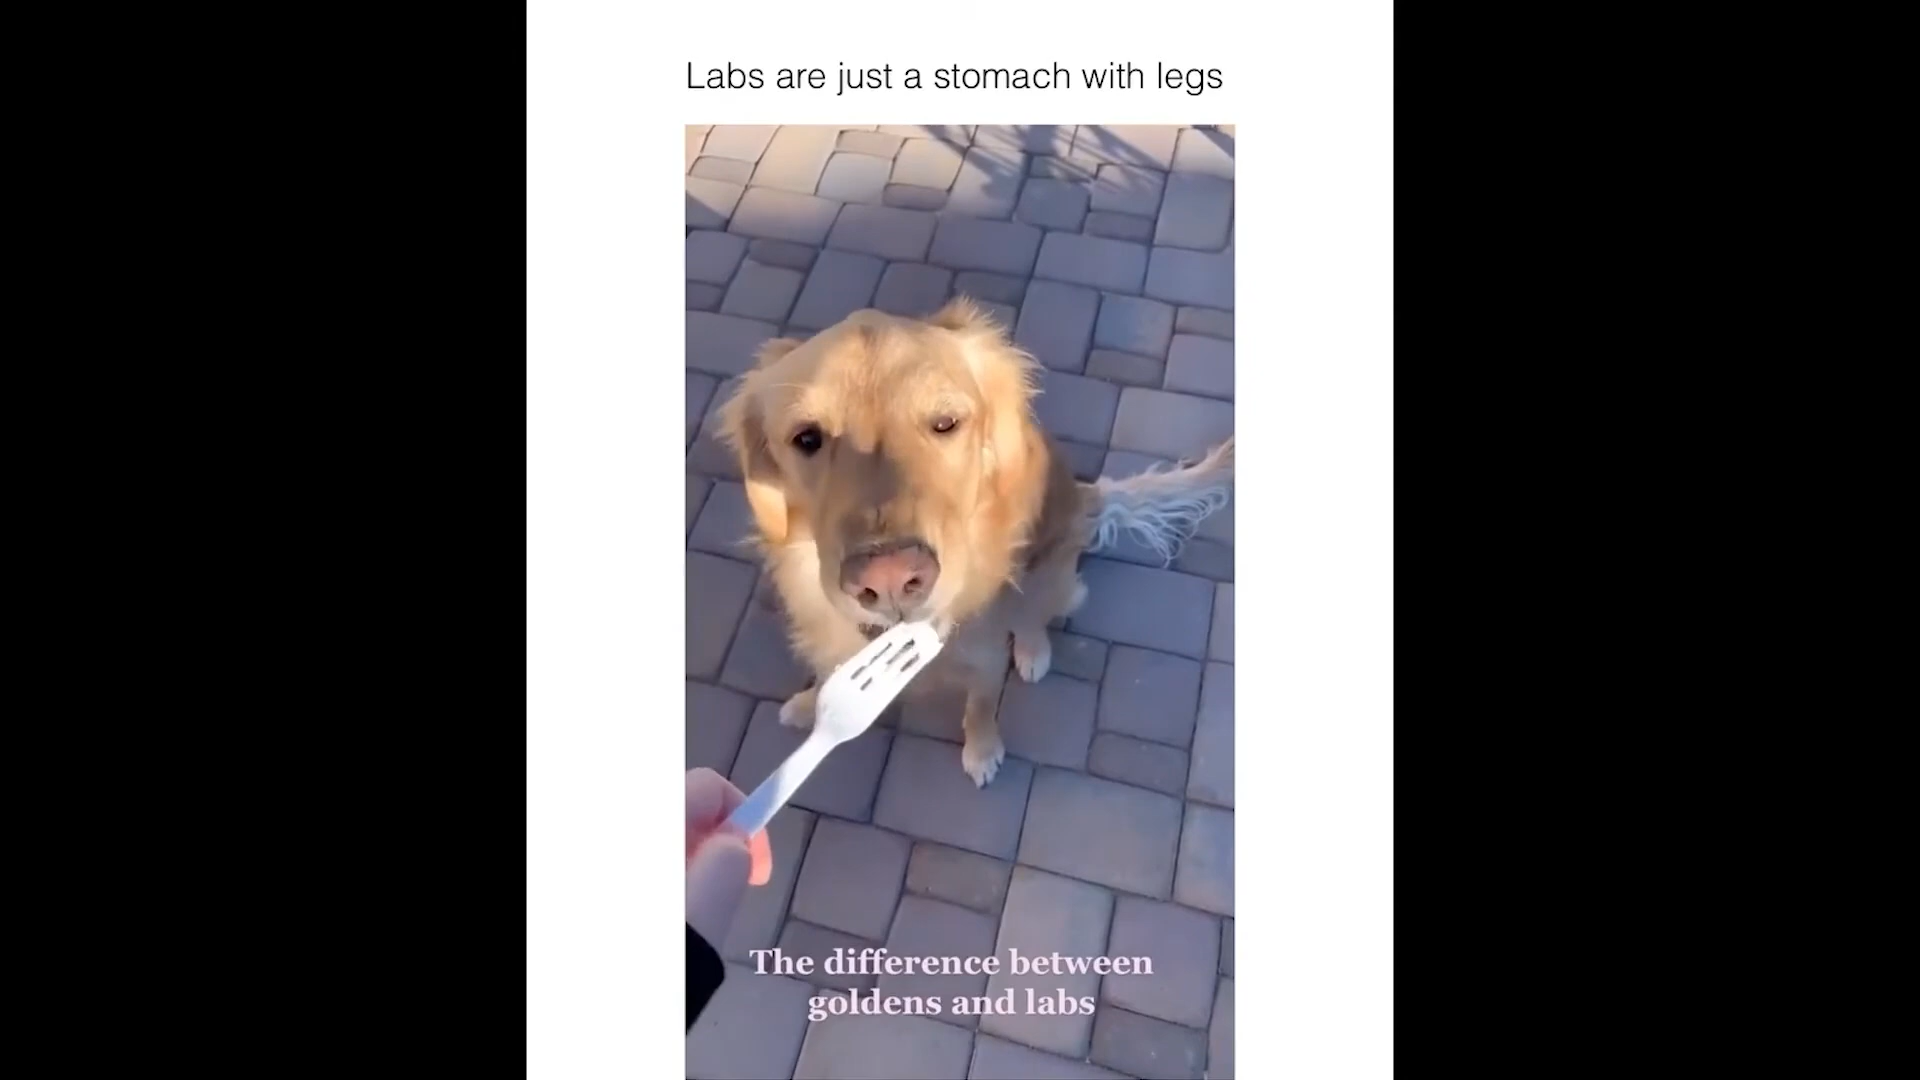 Labs are just a stomach with legs
The difference between
goldens and labs